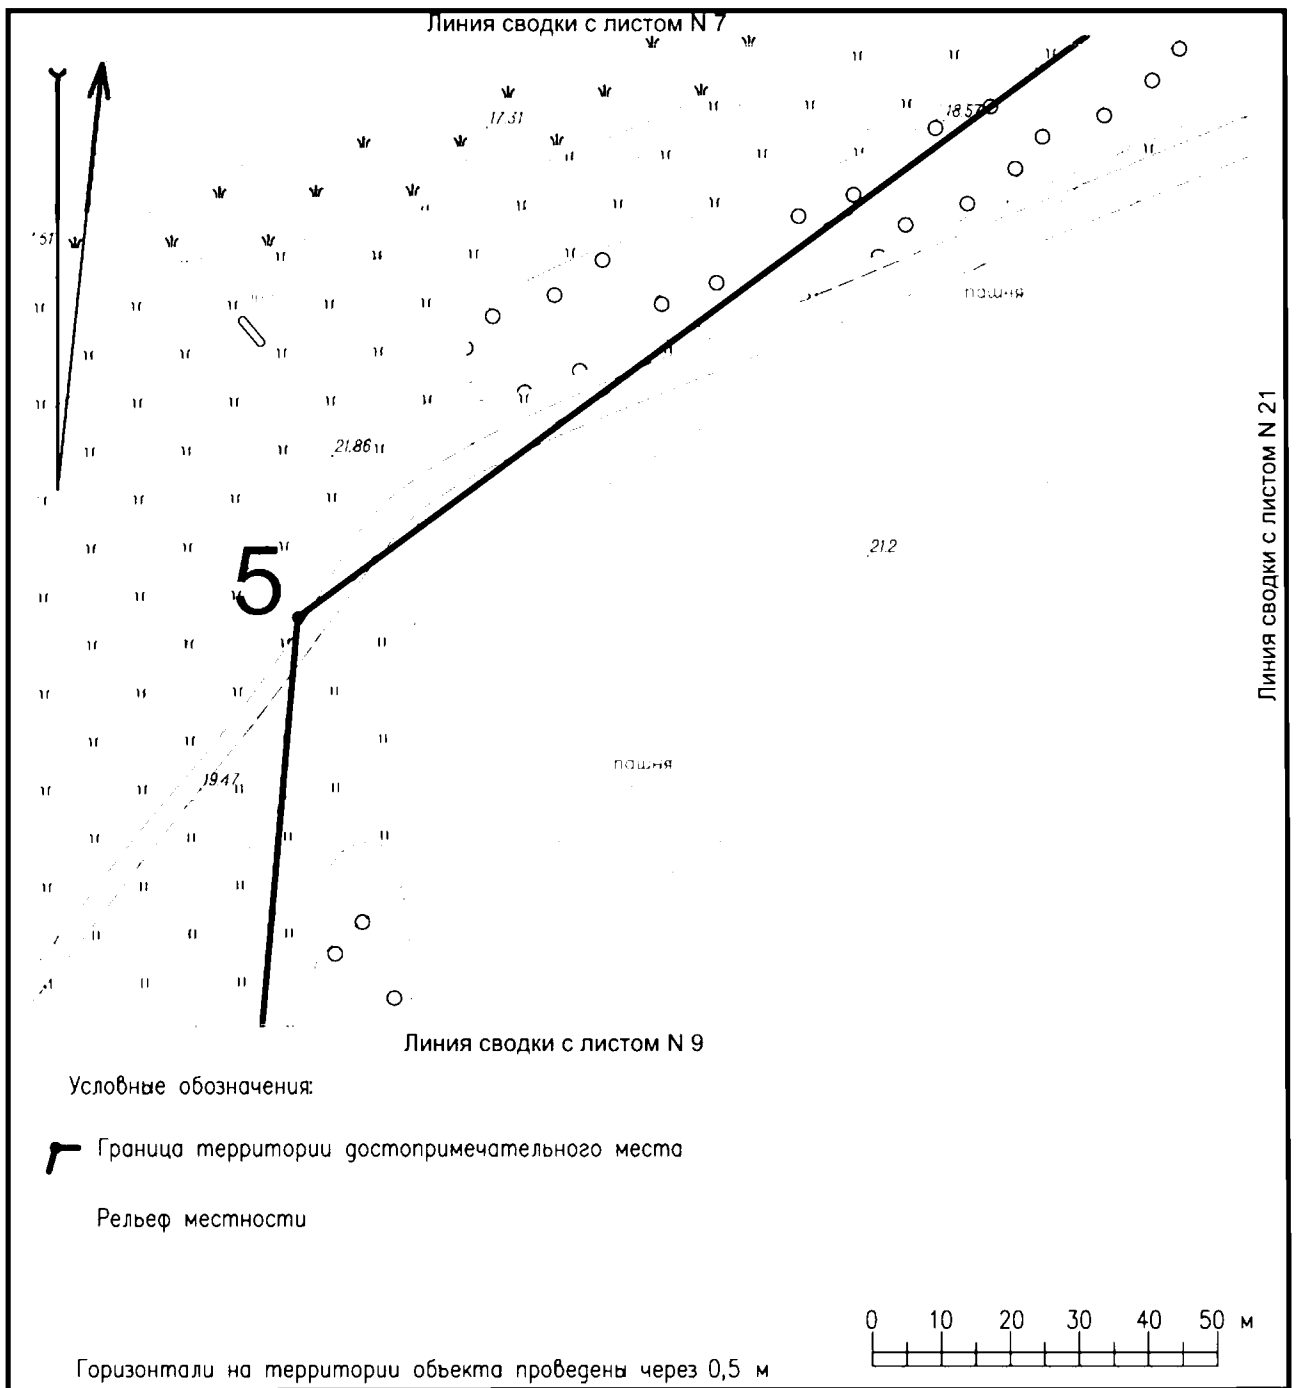 Линия сводки с листом N 7
17.31
18.57
пашня
Линия сводки с листом N 21
21.86
21.2
5
пашня
19.47
Линия сводки с листом N 9
Условные обозначения:
Граница территории достопримечательного места
Рельеф местности
0 10 20 30 40 50 м
Горизонтали на территории объекта проведены через 0,5 м